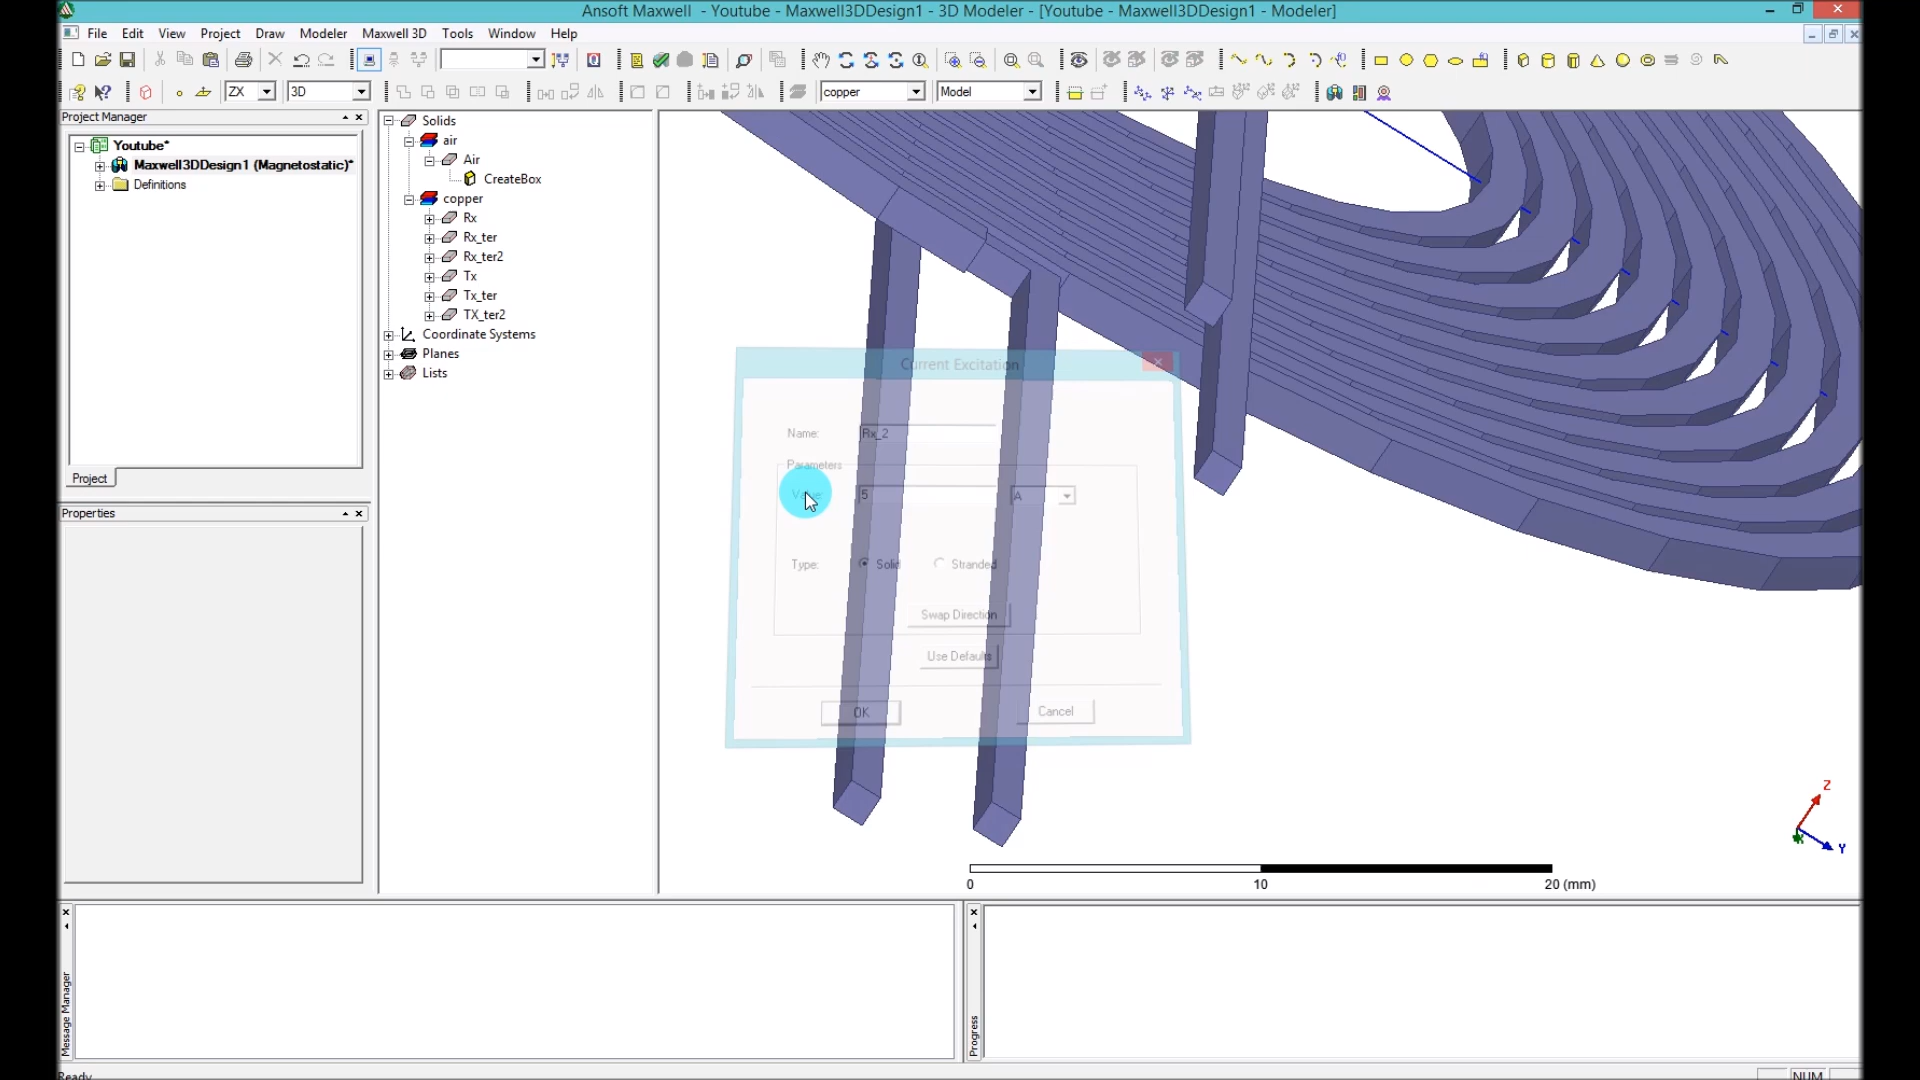 Ansoft Maxwell - Youtube - Maxwell3DDesign1 - 3D Modeler - [Youtube - Maxwell3DDesign1 - Modeler]
File Edit View Project Draw Modeler Maxwell 3D Tools Window Help
ZX 3D copper Model
Project Manager
Youtube*
Maxwell3DDesign1 (Magnetostatic)*
Definitions
Project
Properties
Solids
air
Air
CreateBox
copper
Rx
Rx_ter
Rx_ter2
Tx
Tx_ter
TX_ter2
Coordinate Systems
Planes
Lists
Current Excitation
Name: Rx_2
Parameters
Value: 5 A
Type: Solid Stranded
Swap Direction
Use Defaults
OK Cancel
Z
Y
0 10 20 (mm)
Message Manager
Progress
Ready
NUM